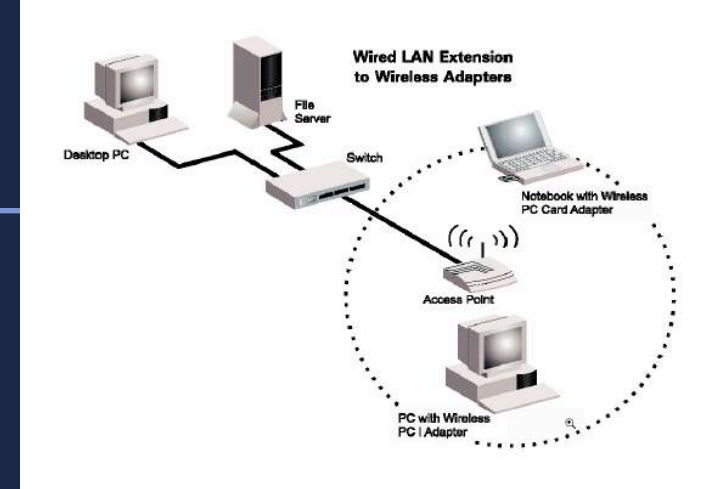 Wired LAN Extension
to Wireless Adapters
File
Server
Desktop PC
Switch
Notebook with Wireless
PC Card Adapter
Access Point
PC with Wireless
PC I Adapter